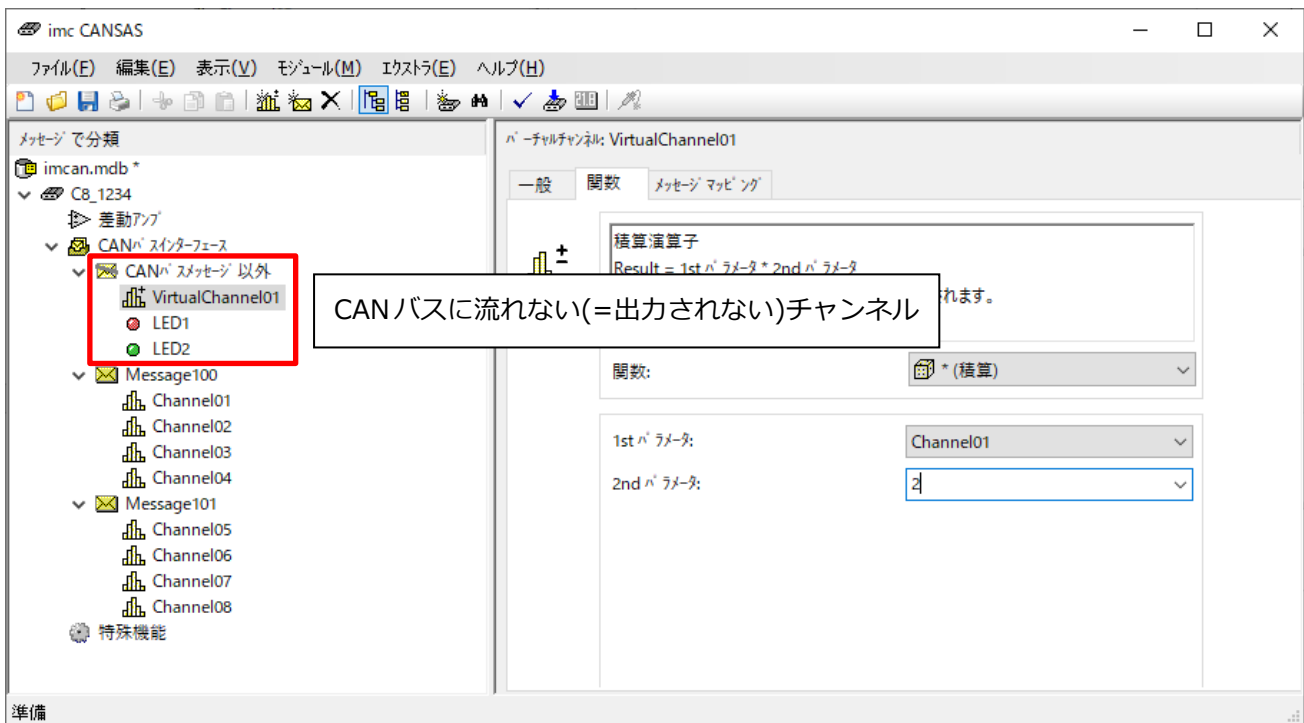 imc CANSAS
ファイル(F) 編集(E) 表示(V) モジュール(M) エクストラ(E) ヘルプ(H)
メッセージで分類
imcan.mdb *
C8_1234
差動アンプ
CANバスインターフェース
CANバスメッセージ以外
VirtualChannel01
LED1
LED2
Message100
Channel01
Channel02
Channel03
Channel04
Message101
Channel05
Channel06
Channel07
Channel08
特殊機能
バーチャルチャンネル: VirtualChannel01
一般 関数 メッセージマッピング
積算演算子
Result = 1st パラメータ * 2nd パラメータ
れます。
CANバスに流れない(=出力されない)チャンネル
関数: * (積算)
1st パラメータ: Channel01
2nd パラメータ: 2
準備